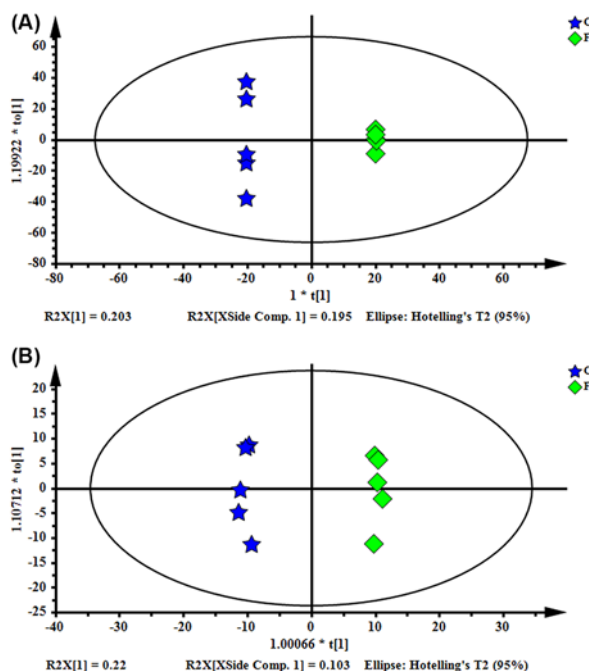 (A)
C
F
60
40
20
0
-20
-40
-60
-80
1.19922 * to[1]
-80 -60 -40 -20 0 20 40 60
1 * t[1]
R2X[1] = 0.203 R2X[XSide Comp. 1] = 0.195 Ellipse: Hotelling's T2 (95%)
(B)
20
15
10
5
0
-5
-10
-15
-20
-25
1.10712 * to[1]
-40 -30 -20 -10 0 10 20 30
1.00066 * t[1]
R2X[1] = 0.22 R2X[XSide Comp. 1] = 0.103 Ellipse: Hotelling's T2 (95%)